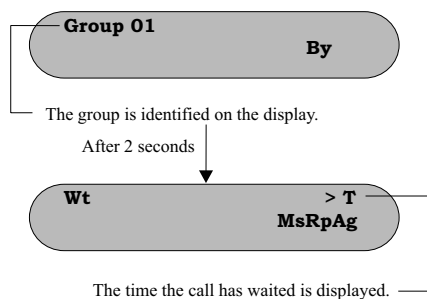 Group 01
By
The group is identified on the display.
After 2 seconds
Wt > T
MsRpAg
The time the call has waited is displayed.